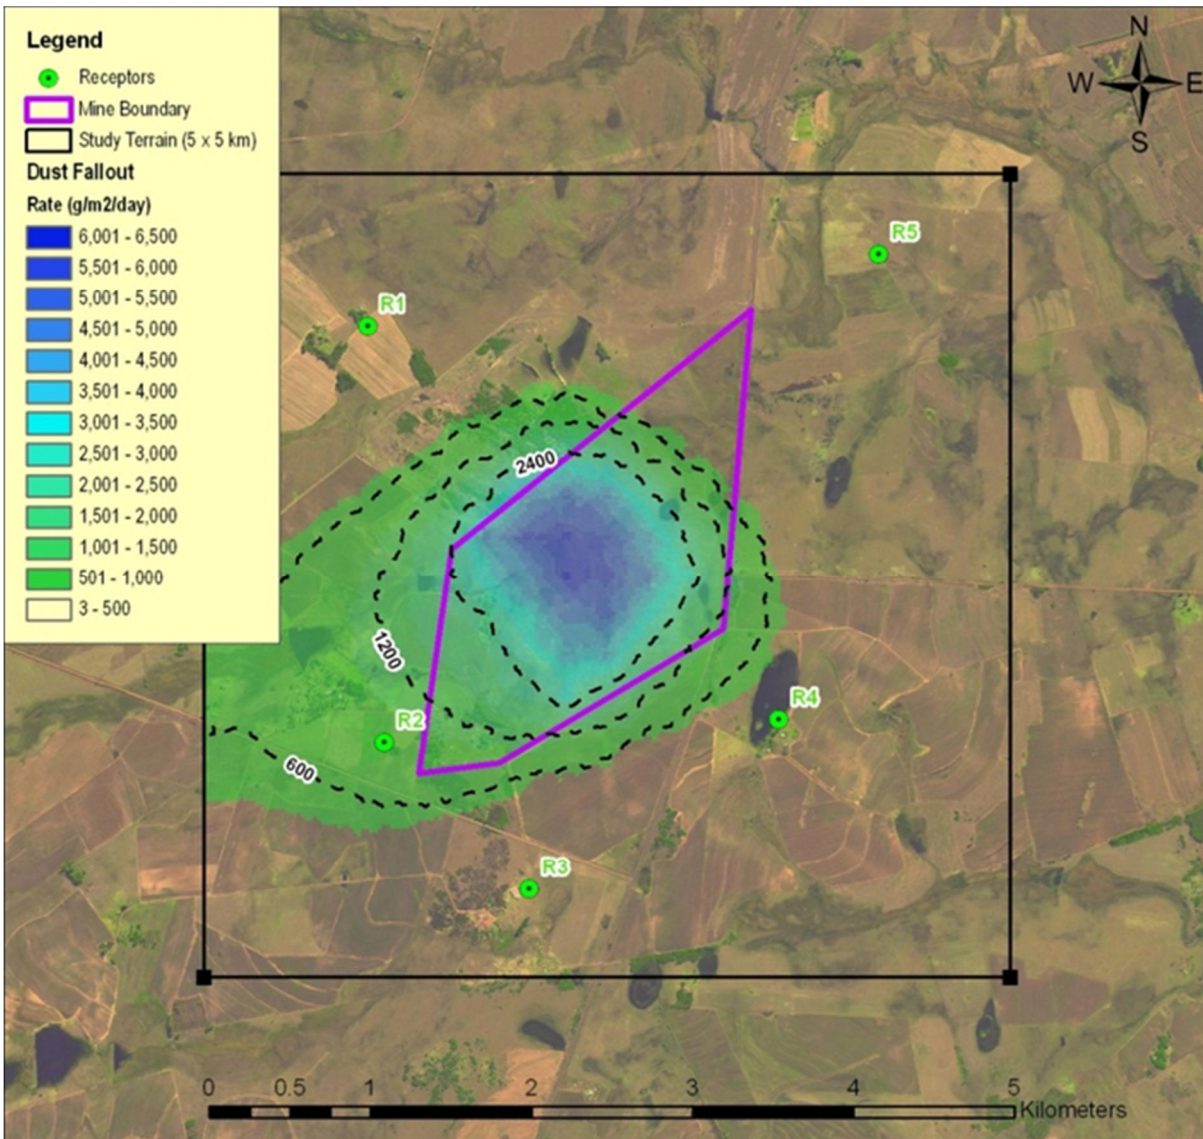 Legend
Receptors
Mine Boundary
Study Terrain (5 x 5 km)
Dust Fallout
Rate (g/m2/day)
6,001 - 6,500
5,501 - 6,000
5,001 - 5,500
4,501 - 5,000
4,001 - 4,500
3,501 - 4,000
3,001 - 3,500
2,501 - 3,000
2,001 - 2,500
1,501 - 2,000
1,001 - 1,500
501 - 1,000
3 - 500
N
W E
S
R5
R1
2400
1200
R4
R2
600
R3
0 0.5 1 2 3 4 5
Kilometers